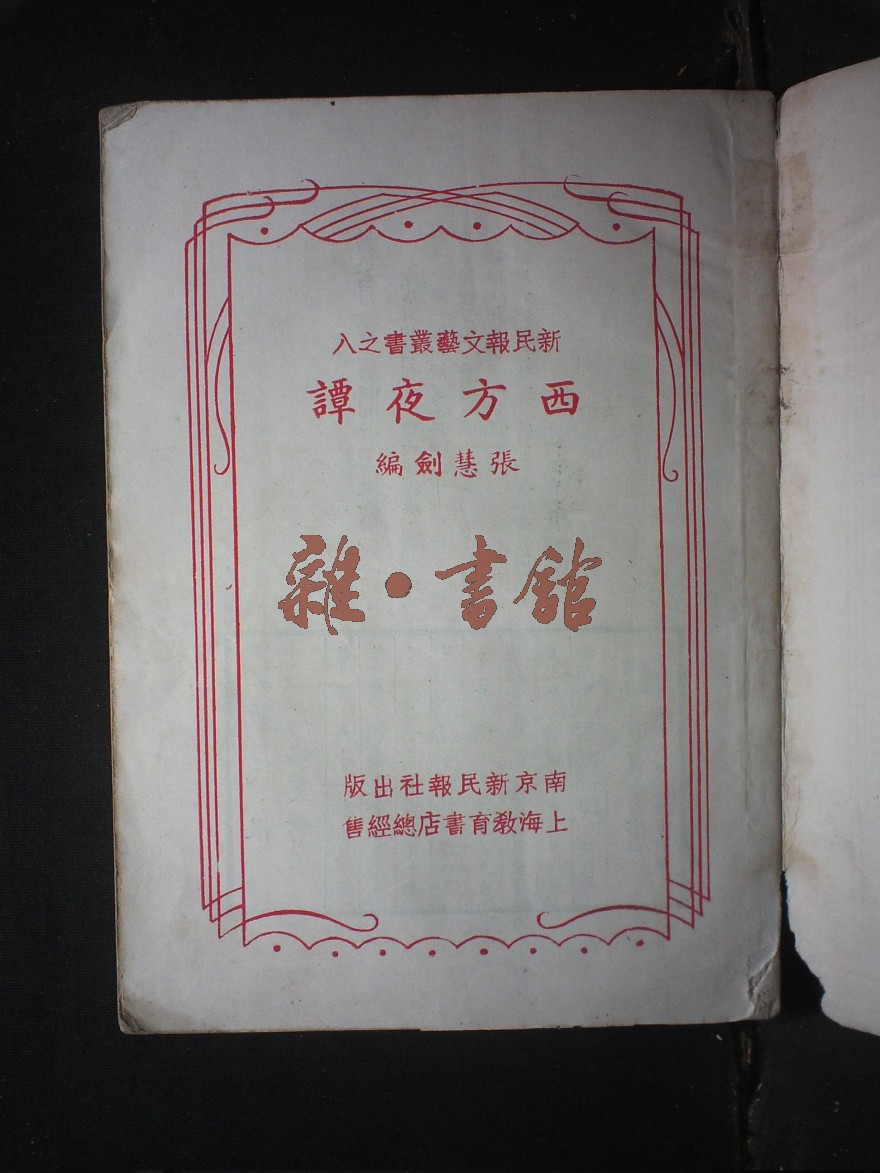 新民報文藝叢書之八
西方夜譚
張慧劍編
雜·書館
南京新民報社出版
上海教育書店總經售